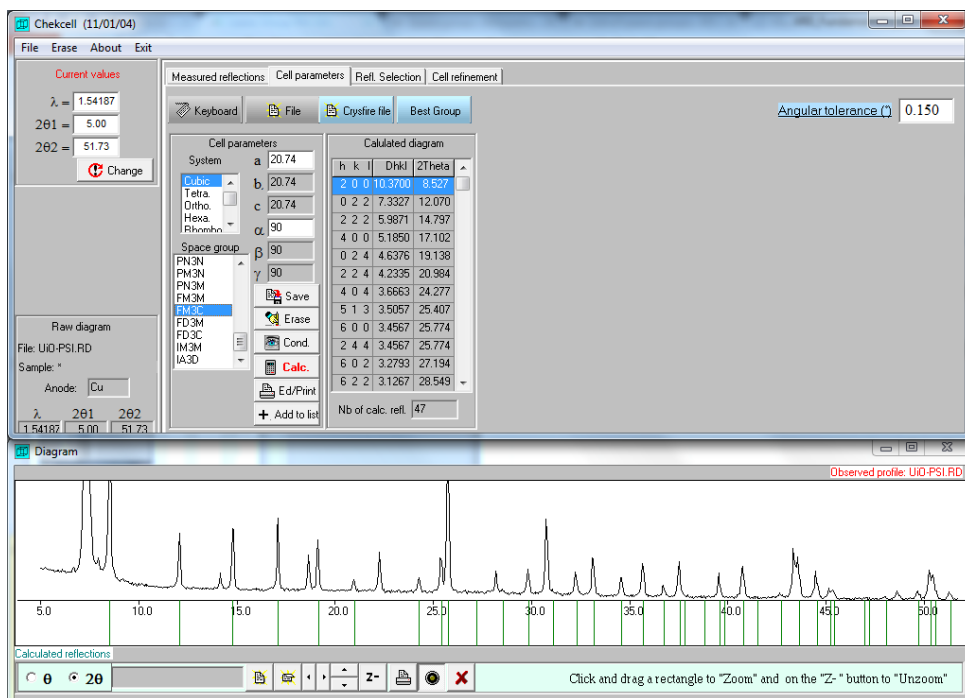 Chekcell (11/01/04)
File Erase About Exit
Current values
λ = 1.54187
2θ1 = 5.00
2θ2 = 51.73
Change
Measured reflections Cell parameters Refl. Selection Cell refinement
Keyboard File Crysfire file Best Group
Angular tolerance (°) 0.150
Cell parameters
System
Cubic
Tetra.
Ortho.
Hexa.
Rhombo
a 20.74
b, 20.74
c 20.74
α 90
β 90
γ 90
Space group
PN3N
PM3N
PN3M
FM3M
FM3C
FD3M
FD3C
IM3M
IA3D
Save
Erase
Cond.
Calc.
Ed/Print
Add to list
Calulated diagram
h k l Dhkl 2Theta
2 0 0 10.3700 8.527
0 2 2 7.3327 12.070
2 2 2 5.9871 14.797
4 0 0 5.1850 17.102
0 2 4 4.6376 19.138
2 2 4 4.2335 20.984
4 0 4 3.6663 24.277
5 1 3 3.5057 25.407
6 0 0 3.4567 25.774
2 4 4 3.4567 25.774
6 0 2 3.2793 27.194
6 2 2 3.1267 28.549
Nb of calc. refl. 47
Raw diagram
File: UiO-PSI.RD
Sample: *
Anode: Cu
λ 2θ1 2θ2
1.54187 5.00 51.73
Diagram
Observed profile: UiO-PSI.RD
5.0 10.0 15.0 20.0 25.0 30.0 35.0 40.0 45.0 50.0
Calculated reflections
θ 2θ
Z-
Click and drag a rectangle to "Zoom" and on the "Z- " button to "Unzoom"